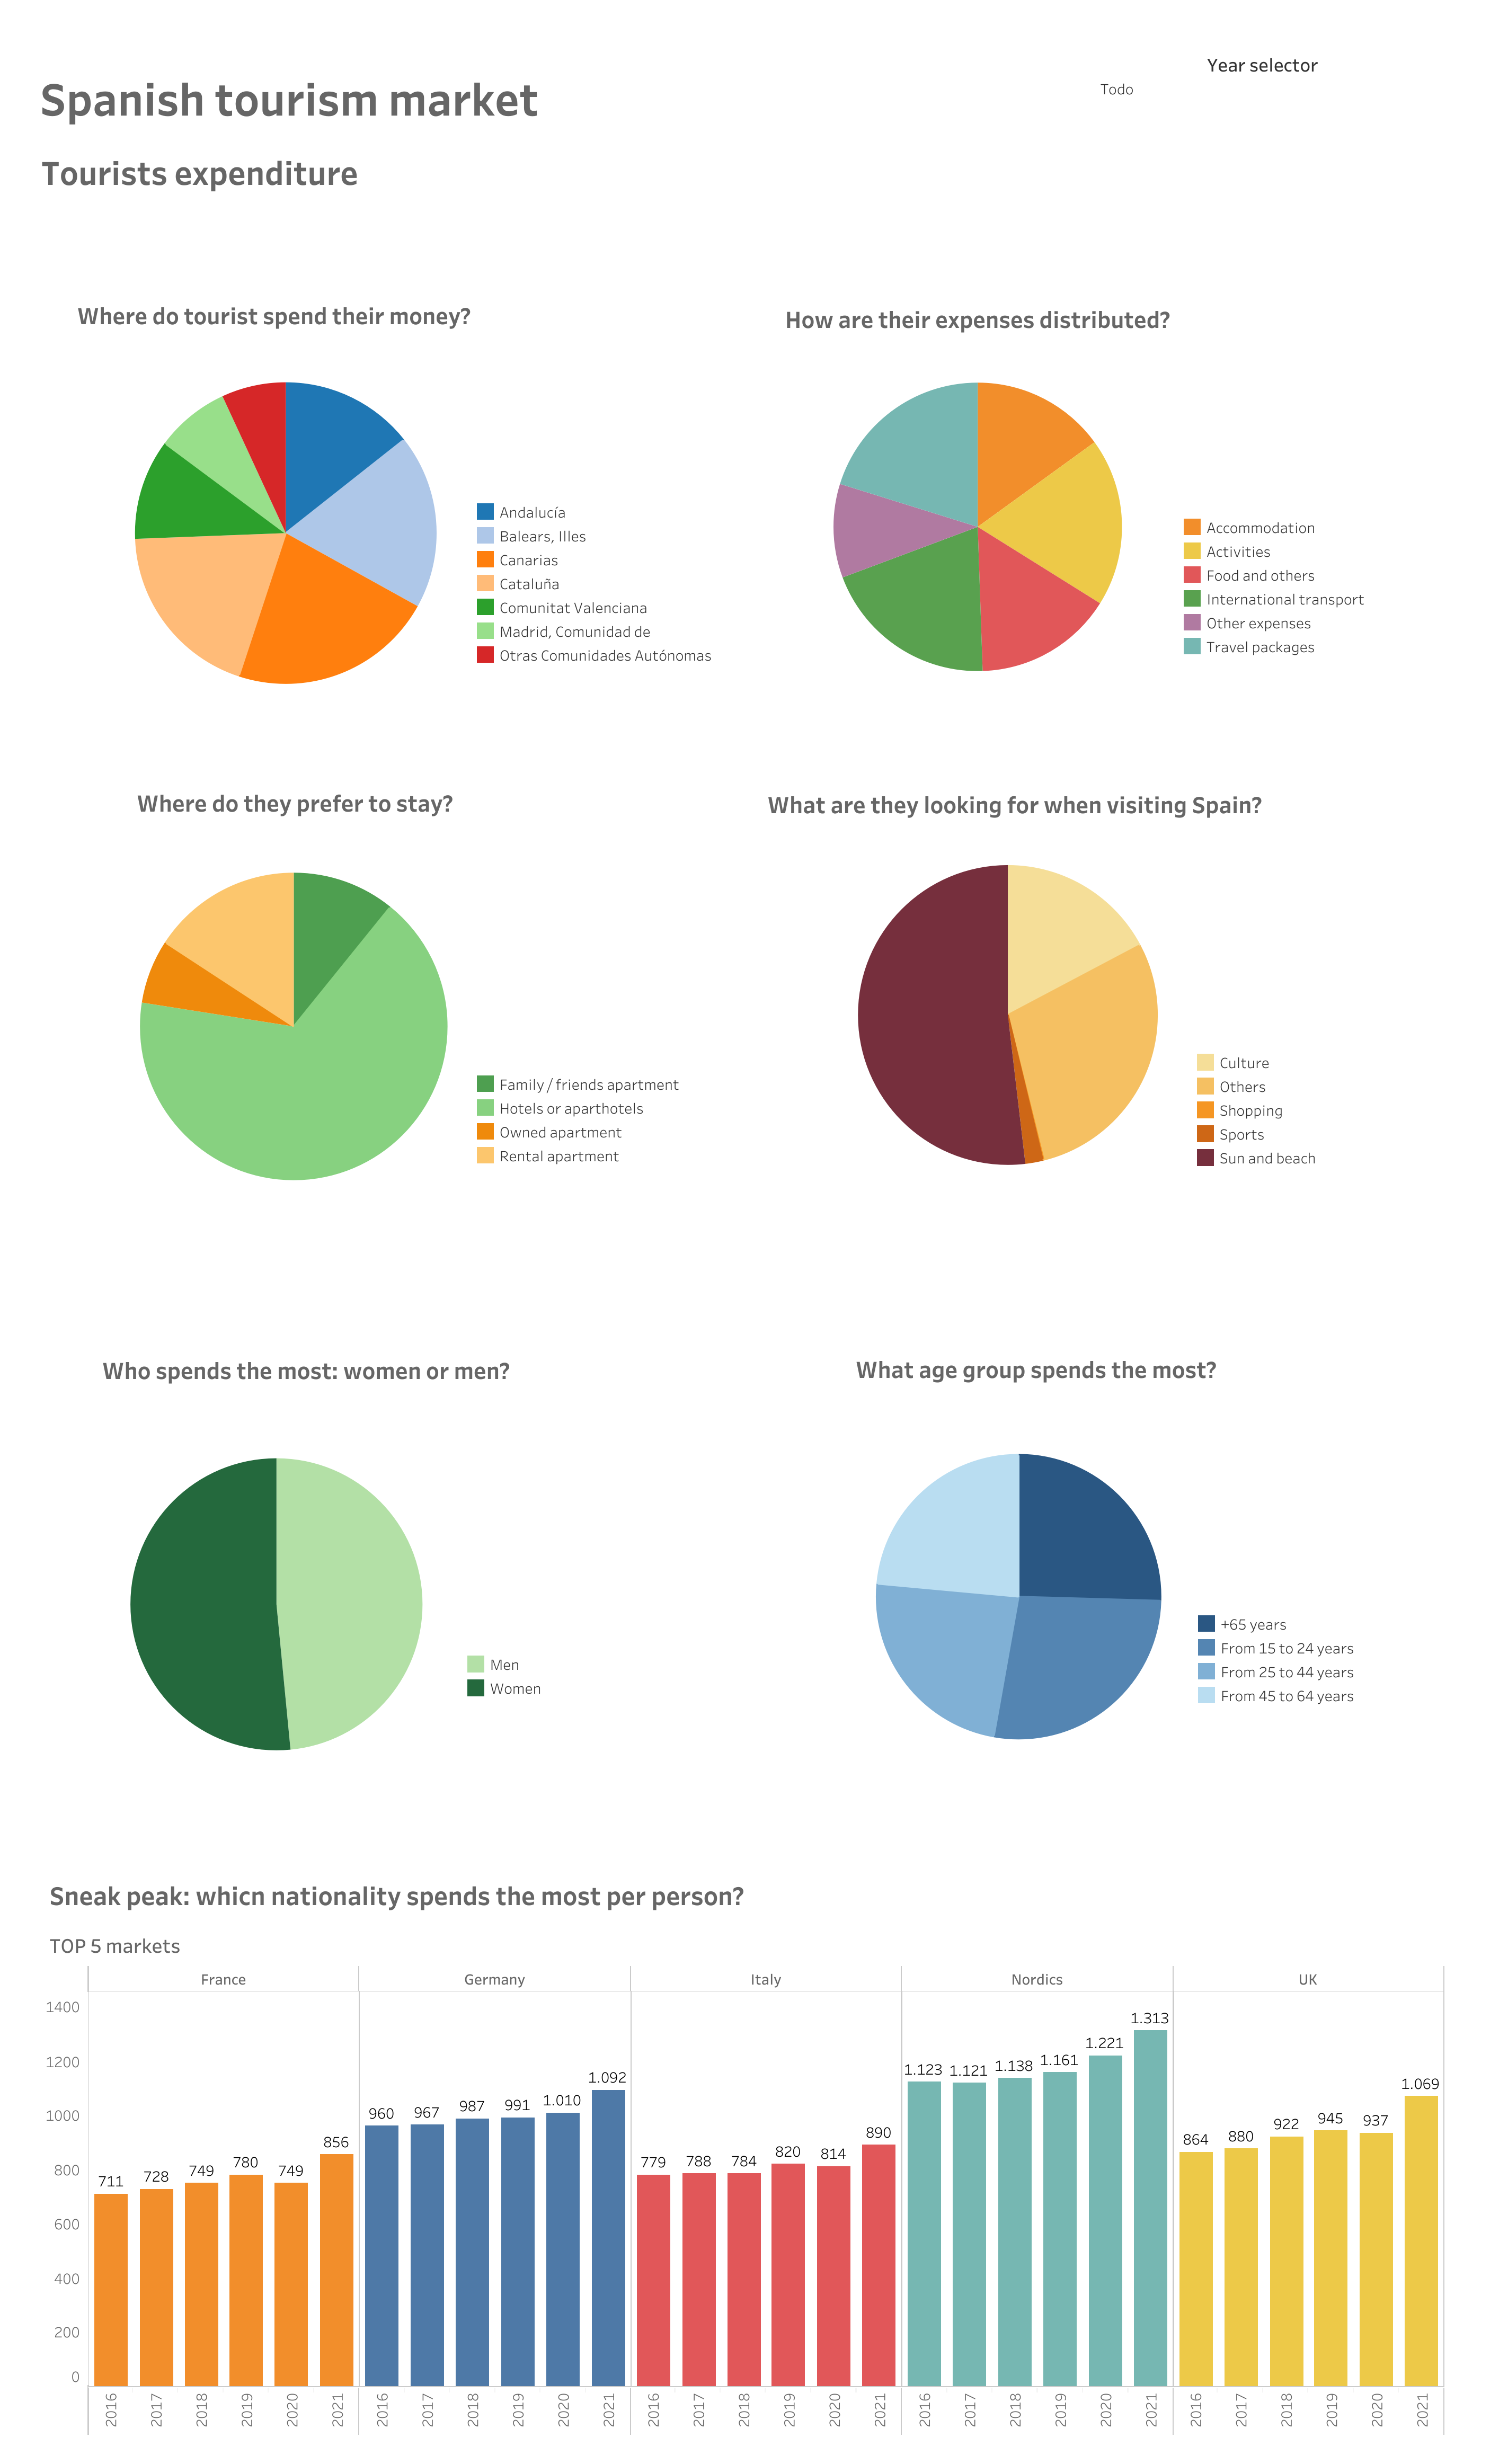 Year selector
Todo
Spanish tourism market
Tourists expenditure
Where do tourist spend their money?
Andalucía
Balears, Illes
Canarias
Cataluña
Comunitat Valenciana
Madrid, Comunidad de
Otras Comunidades Autónomas
How are their expenses distributed?
Accommodation
Activities
Food and others
International transport
Other expenses
Travel packages
Where do they prefer to stay?
Family / friends apartment
Hotels or aparthotels
Owned apartment
Rental apartment
What are they looking for when visiting Spain?
Culture
Others
Shopping
Sports
Sun and beach
Who spends the most: women or men?
Men
Women
What age group spends the most?
+65 years
From 15 to 24 years
From 25 to 44 years
From 45 to 64 years
Sneak peak: whicn nationality spends the most per person?
TOP 5 markets
France Germany Italy Nordics UK
1400
1200
1000
800
600
400
200
0
711 728 749 780 749 856
960 967 987 991 1.010 1.092
779 788 784 820 814 890
1.123 1.121 1.138 1.161 1.221 1.313
864 880 922 945 937 1.069
2016 2017 2018 2019 2020 2021 2016 2017 2018 2019 2020 2021 2016 2017 2018 2019 2020 2021 2016 2017 2018 2019 2020 2021 2016 2017 2018 2019 2020 2021